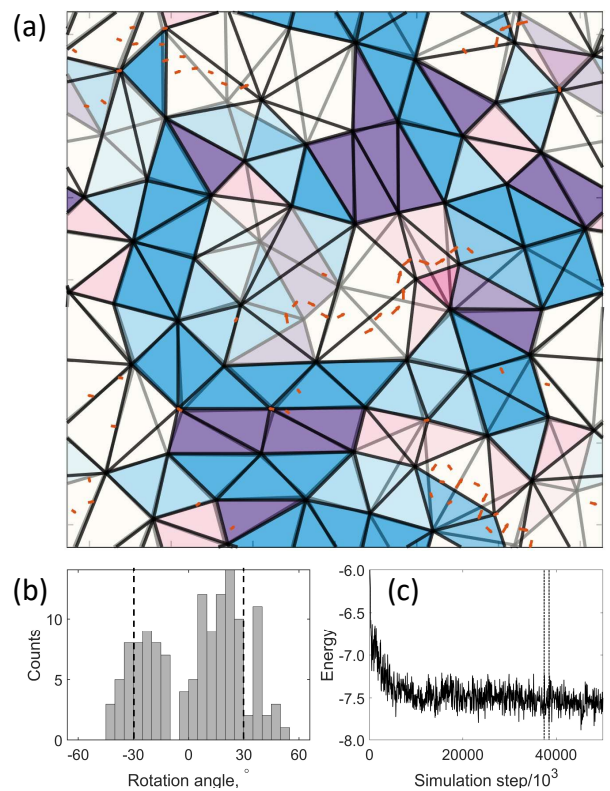 (a)
(b)
Counts
10
5
0
-60
-30
0
30
60
Rotation angle, °
(c)
Energy
-6.0
-6.5
-7.0
-7.5
-8.0
0
20000
40000
Simulation step/10³